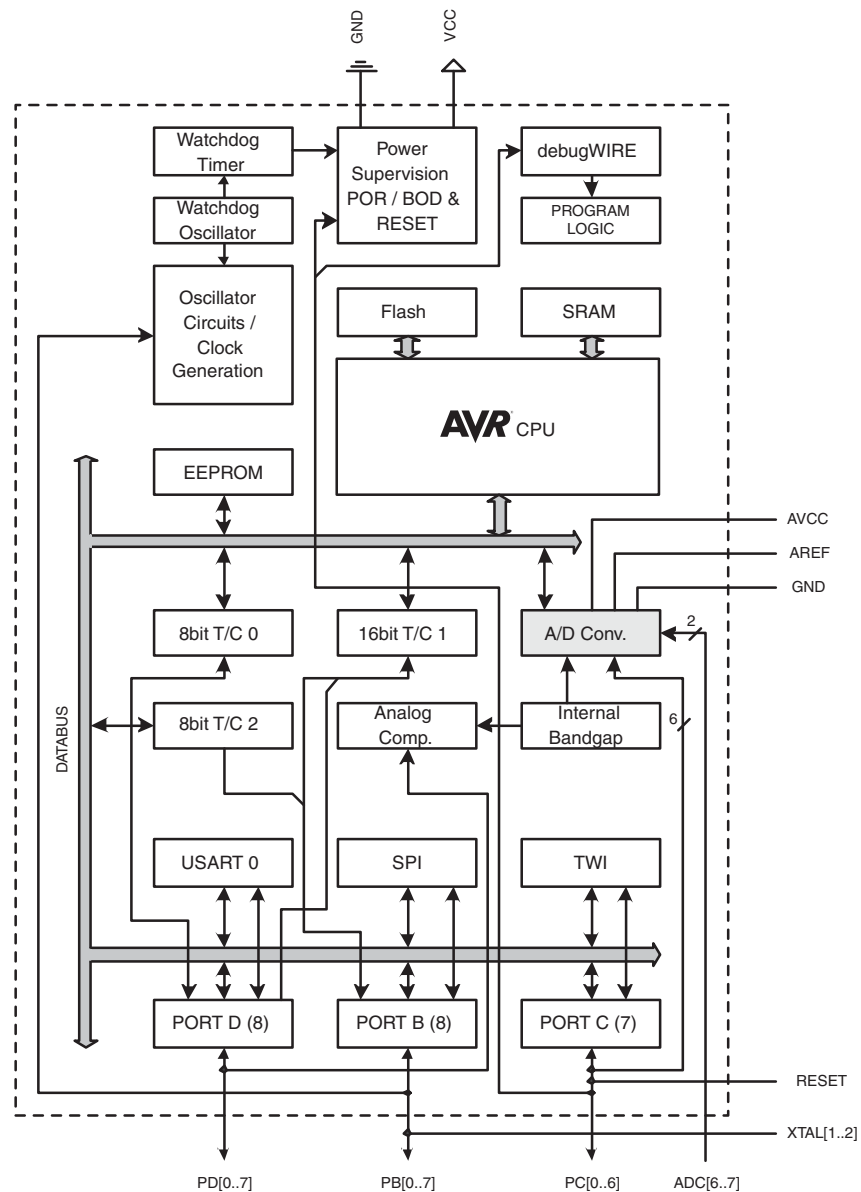 GND
VCC
Watchdog
Timer
Power
Supervision
POR / BOD &
RESET
debugWIRE
Watchdog
Oscillator
PROGRAM
LOGIC
Oscillator
Circuits /
Clock
Generation
Flash
SRAM
AVR CPU
EEPROM
AVCC
AREF
GND
8bit T/C 0
16bit T/C 1
A/D Conv.
2
DATABUS
8bit T/C 2
Analog
Comp.
Internal
Bandgap
6
USART 0
SPI
TWI
PORT D (8)
PORT B (8)
PORT C (7)
RESET
XTAL[1..2]
PD[0..7]
PB[0..7]
PC[0..6]
ADC[6..7]